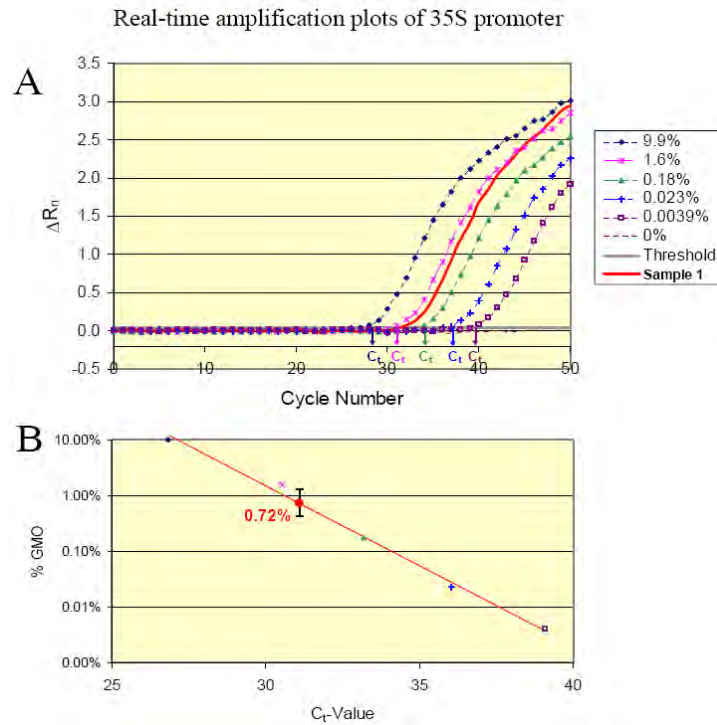 Real-time amplification plots of 35S promoter
A
3.5
3.0
2.5
2.0
1.5
1.0
0.5
0.0
-0.5
ΔRn
0 10 20 30 40 50
Ct Ct Ct Ct Ct
Cycle Number
9.9%
1.6%
0.18%
0.023%
0.0039%
0%
Threshold
Sample 1
B
10.00%
1.00%
0.10%
0.01%
0.00%
% GMO
0.72%
25 30 35 40
Ct-Value